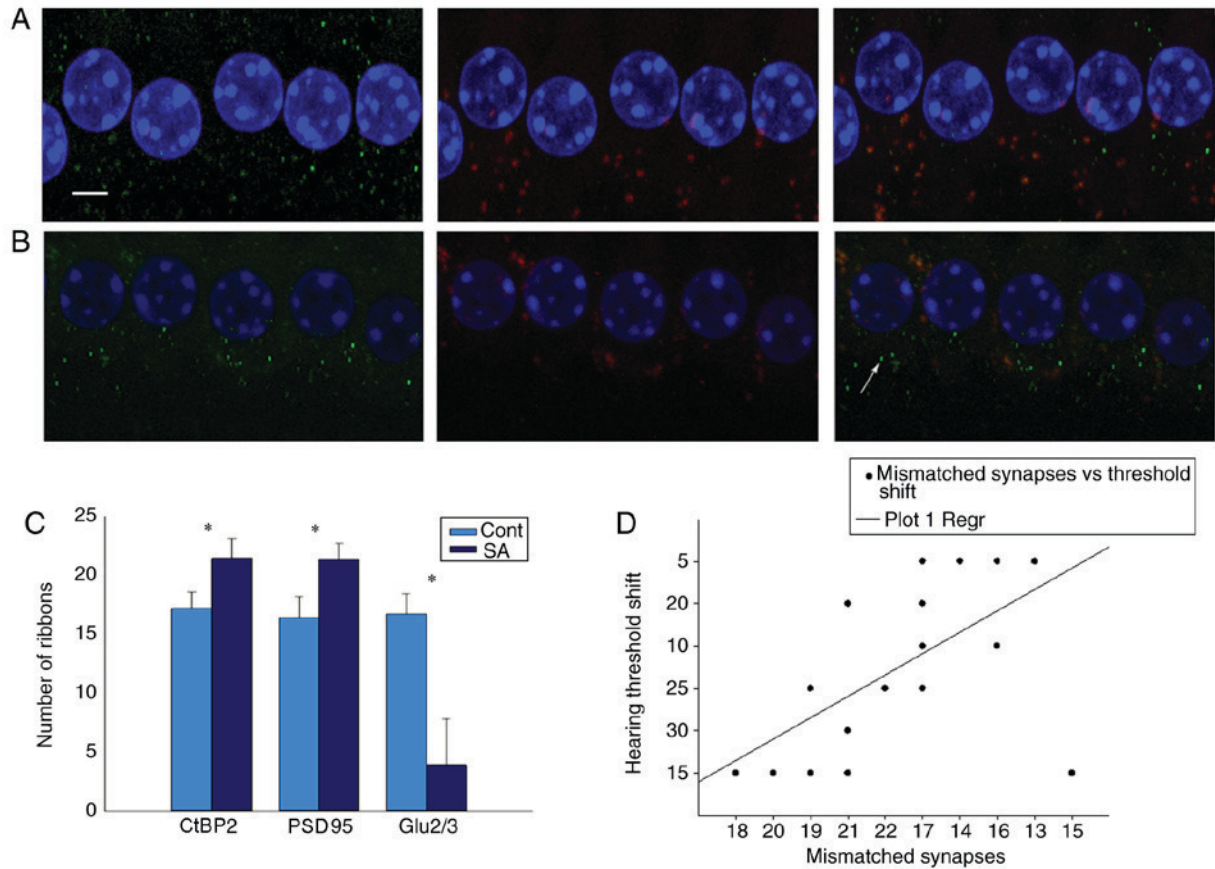 A
B
C
Number of ribbons
25
20
15
10
5
0
*
*
*
Cont
SA
CtBP2
PSD95
Glu2/3
Mismatched synapses vs threshold
shift
Plot 1 Regr
D
Hearing threshold shift
5
20
10
25
30
15
18 20 19 21 22 17 14 16 13 15
Mismatched synapses